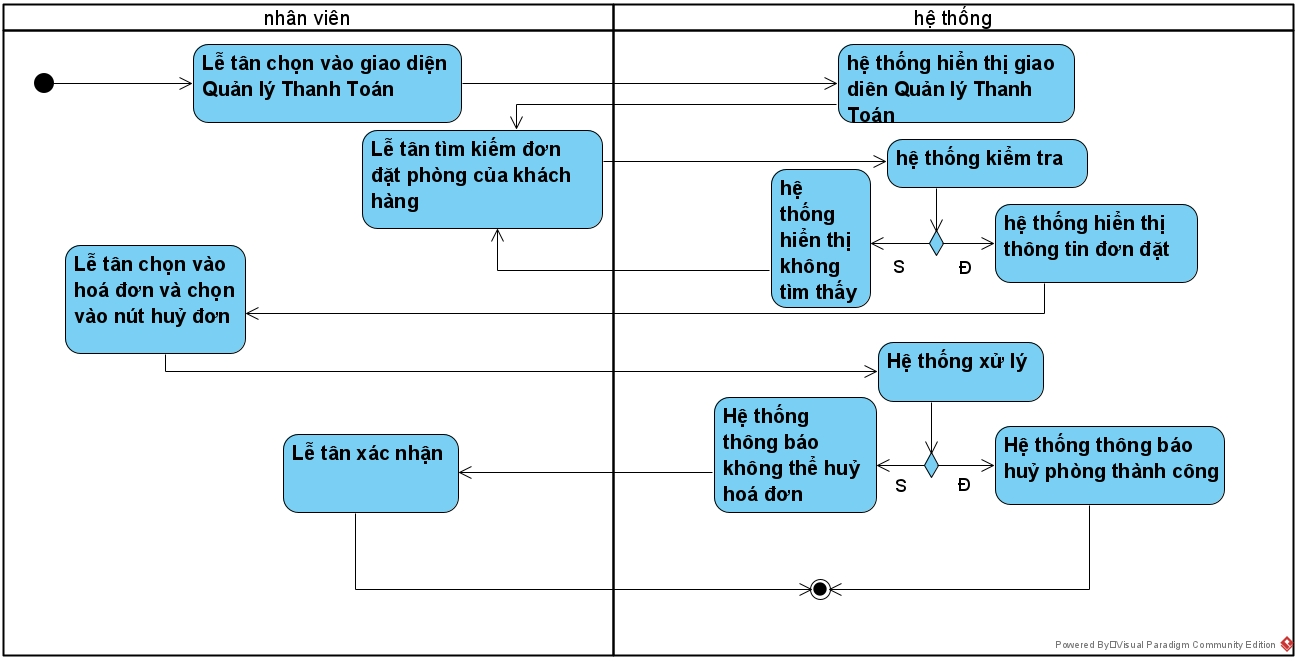 nhân viên
hệ thống
Lễ tân chọn vào giao diện
Quản lý Thanh Toán
hệ thống hiển thị giao
diên Quản lý Thanh
Toán
Lễ tân tìm kiếm đơn
đặt phòng của khách
hàng
hệ thống kiểm tra
hệ
thống
hiển thị
không
tìm thấy
S
Đ
hệ thống hiển thị
thông tin đơn đặt
Lễ tân chọn vào
hoá đơn và chọn
vào nút huỷ đơn
Hệ thống xử lý
Hệ thống
thông báo
không thể huỷ
hoá đơn
S
Đ
Hệ thống thông báo
huỷ phòng thành công
Lễ tân xác nhận
Powered By Visual Paradigm Community Edition